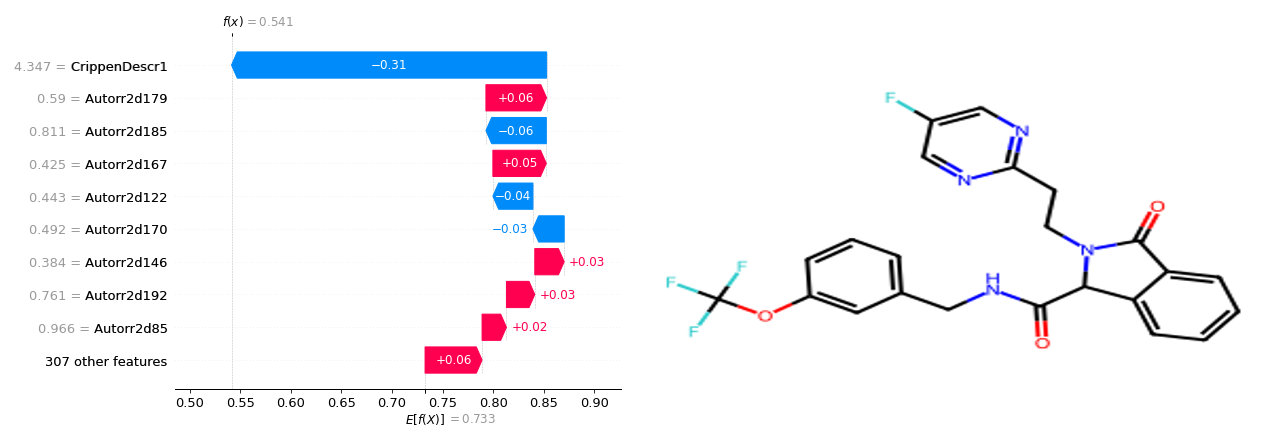 f(x) = 0.541
4.347 = CrippenDescr1
−0.31
0.59 = Autorr2d179
+0.06
0.811 = Autorr2d185
−0.06
0.425 = Autorr2d167
+0.05
0.443 = Autorr2d122
−0.04
0.492 = Autorr2d170
−0.03
0.384 = Autorr2d146
+0.03
0.761 = Autorr2d192
+0.03
0.966 = Autorr2d85
+0.02
307 other features
+0.06
0.50 0.55 0.60 0.65 0.70 0.75 0.80 0.85 0.90
E[f(X)] = 0.733
F
N
N
O
N
F
F
F
O
H
N
O